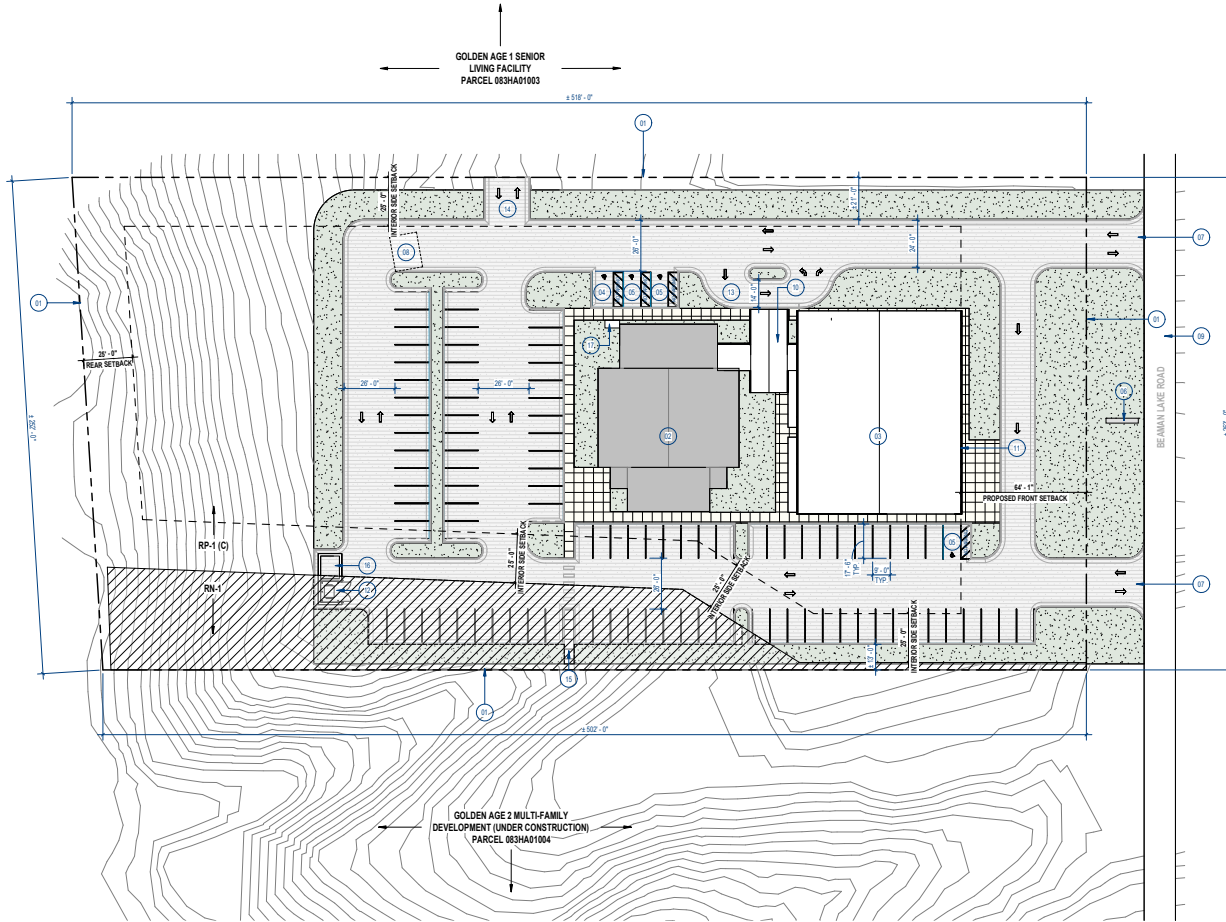 GOLDEN AGE 1 SENIOR
LIVING FACILITY
PARCEL 083HA01003
± 518' - 0"
01
25' - 0"
INTERIOR SIDE SETBACK
14
08
26' - 0"
24' - 0"
07
04
05
05
13
14' - 0"
10
01
01
25' - 0"
REAR SETBACK
09
17
26' - 0"
26' - 0"
06
BEAMAN LAKE ROAD
02
03
11
64' - 1"
PROPOSED FRONT SETBACK
RP-1 (C)
RN-1
16
12
25' - 0"
INTERIOR SIDE SETBACK
26' - 0"
25' - 0"
INTERIOR SIDE SETBACK
17' - 6"
TYP
9' - 0"
TYP
05
07
25' - 0"
INTERIOR SIDE SETBACK
± 13' - 0"
15
01
± 502' - 0"
GOLDEN AGE 2 MULTI-FAMILY
DEVELOPMENT (UNDER CONSTRUCTION)
PARCEL 083HA01004